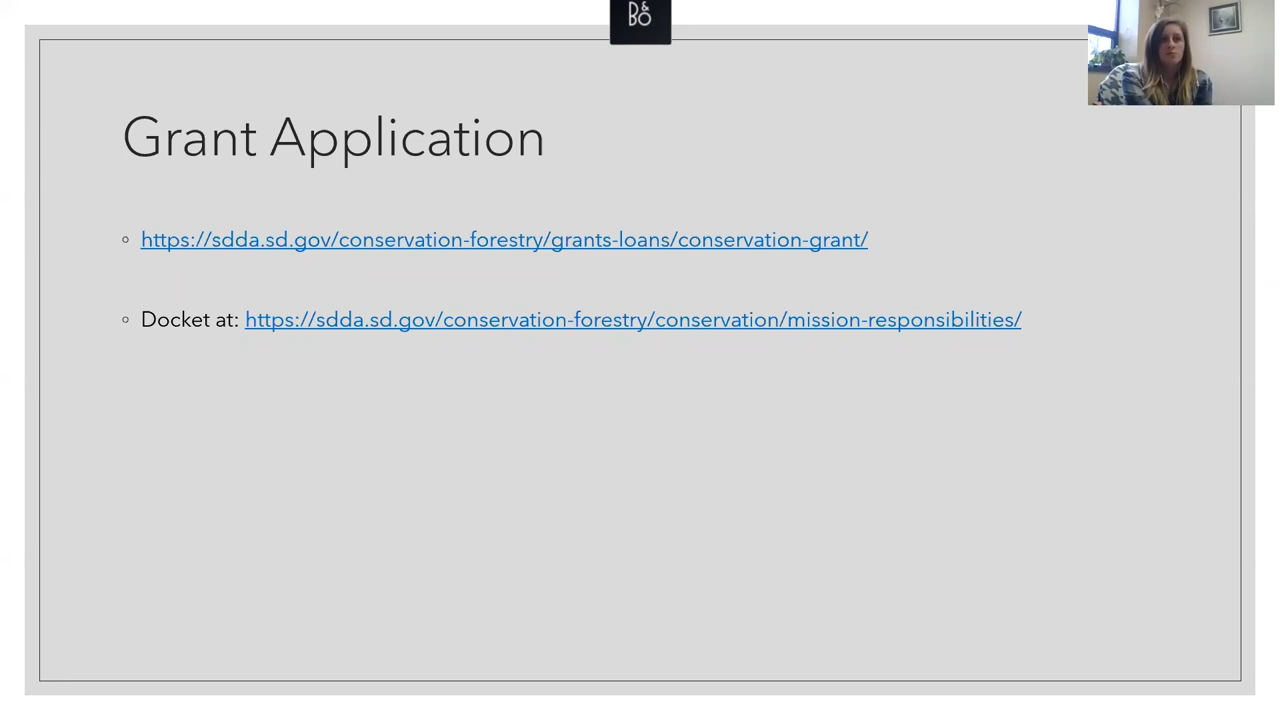 B&O
Grant Application
https://sdda.sd.gov/conservation-forestry/grants-loans/conservation-grant/
Docket at: https://sdda.sd.gov/conservation-forestry/conservation/mission-responsibilities/